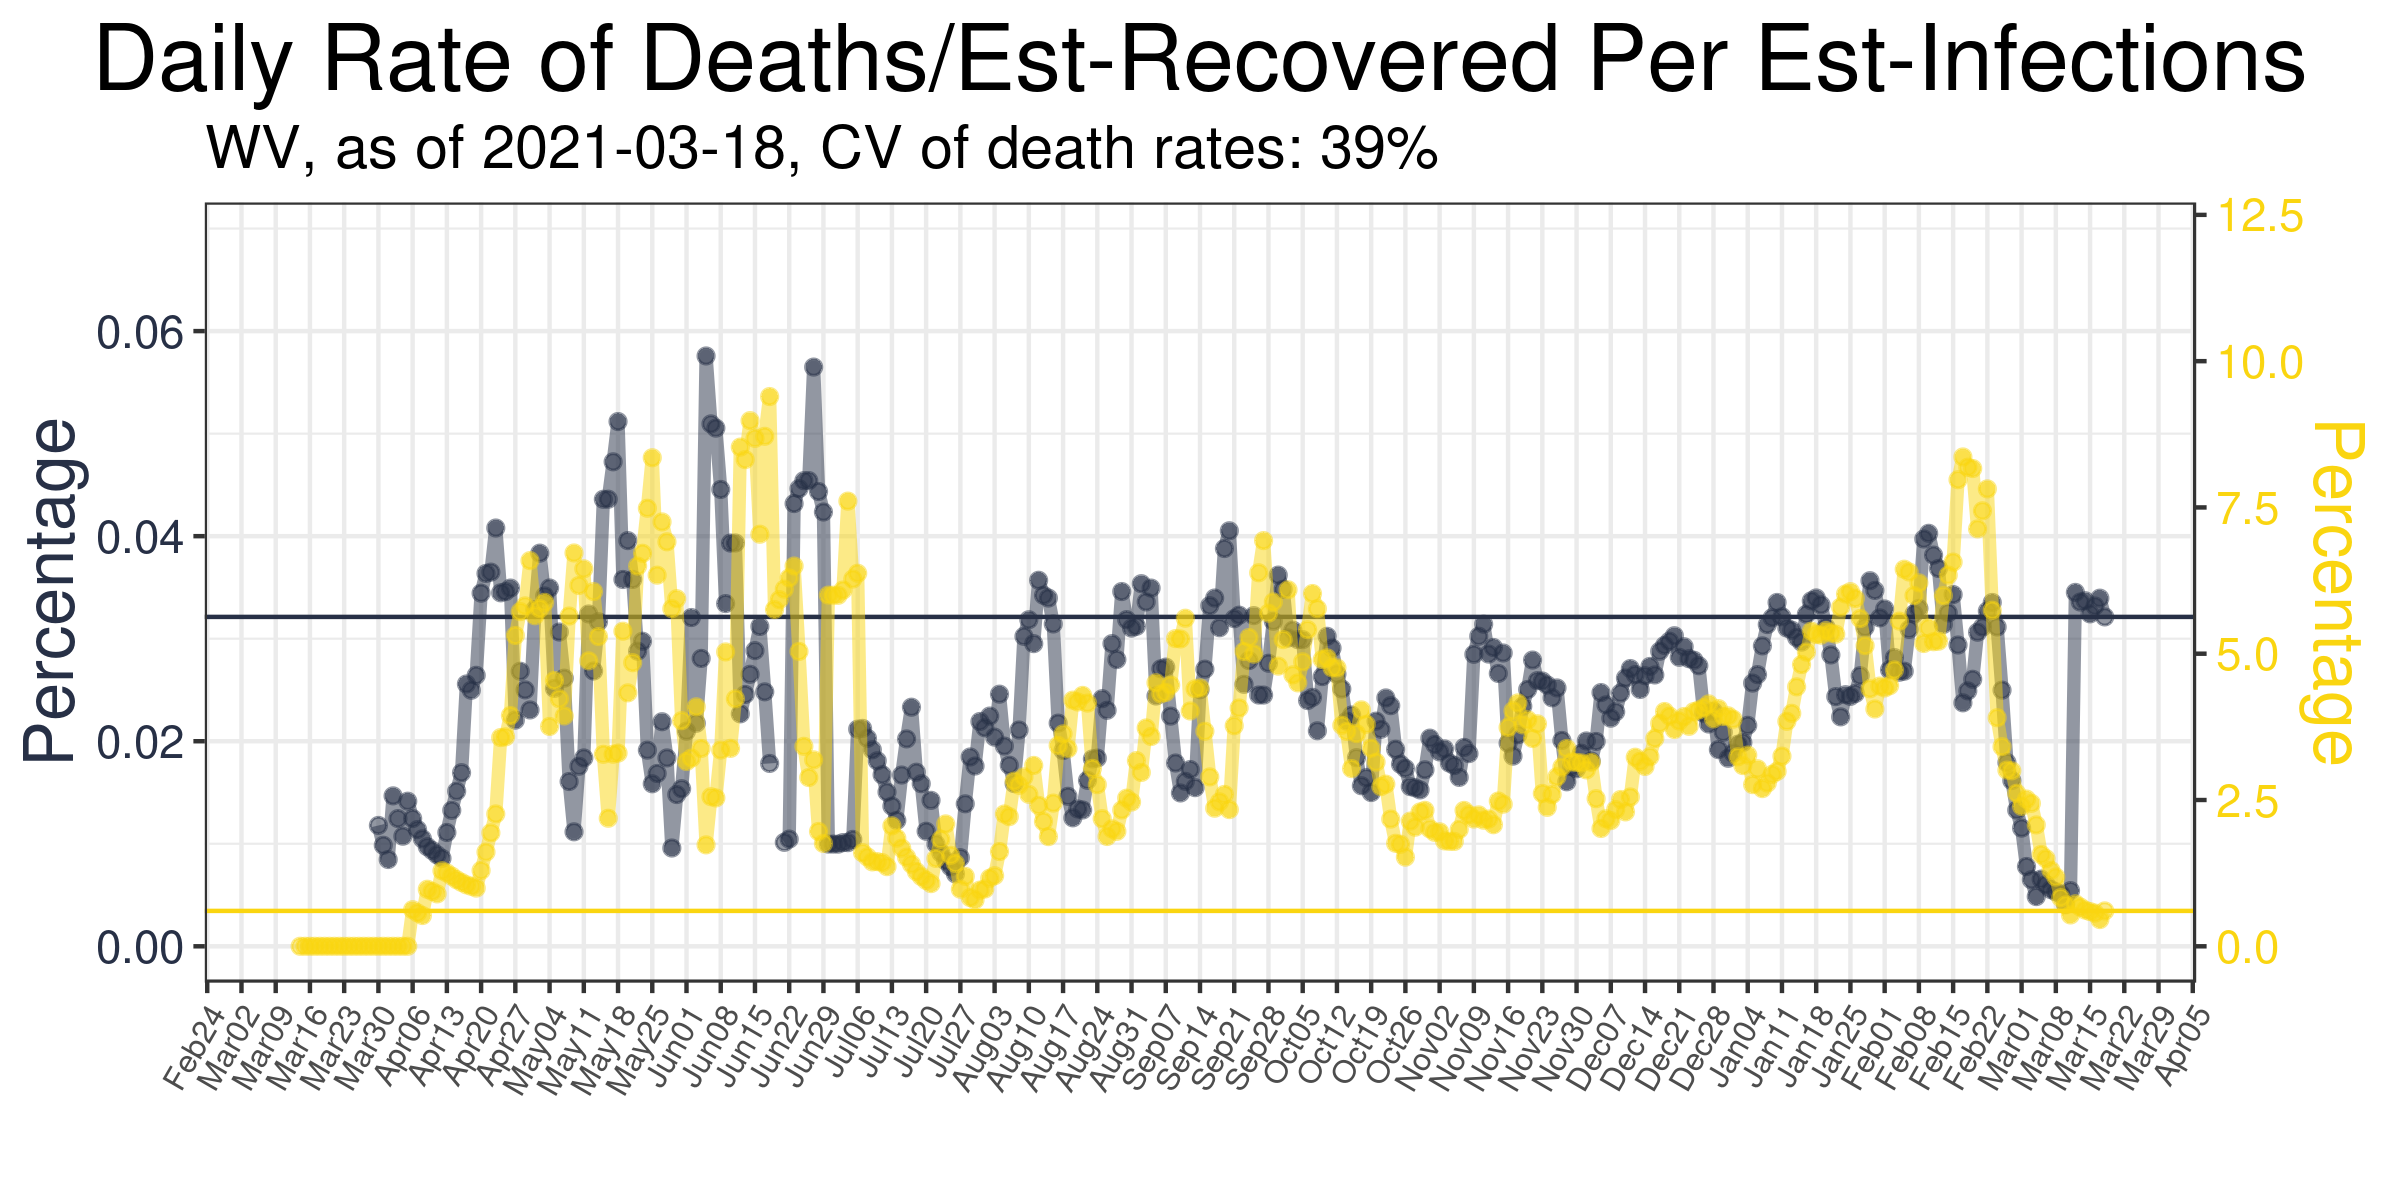 Daily Rate of Deaths/Est-Recovered Per Est-Infections
WV, as of 2021-03-18, CV of death rates: 39%
Percentage
0.06
0.04
0.02
0.00
12.5
10.0
7.5
5.0
2.5
0.0
Percentage
Feb24
Mar02
Mar09
Mar16
Mar23
Mar30
Apr06
Apr13
Apr20
Apr27
May04
May11
May18
May25
Jun01
Jun08
Jun15
Jun22
Jun29
Jul06
Jul13
Jul20
Jul27
Aug03
Aug10
Aug17
Aug24
Aug31
Sep07
Sep14
Sep21
Sep28
Oct05
Oct12
Oct19
Oct26
Nov02
Nov09
Nov16
Nov23
Nov30
Dec07
Dec14
Dec21
Dec28
Jan04
Jan11
Jan18
Jan25
Feb01
Feb08
Feb15
Feb22
Mar01
Mar08
Mar15
Mar22
Mar29
Apr05